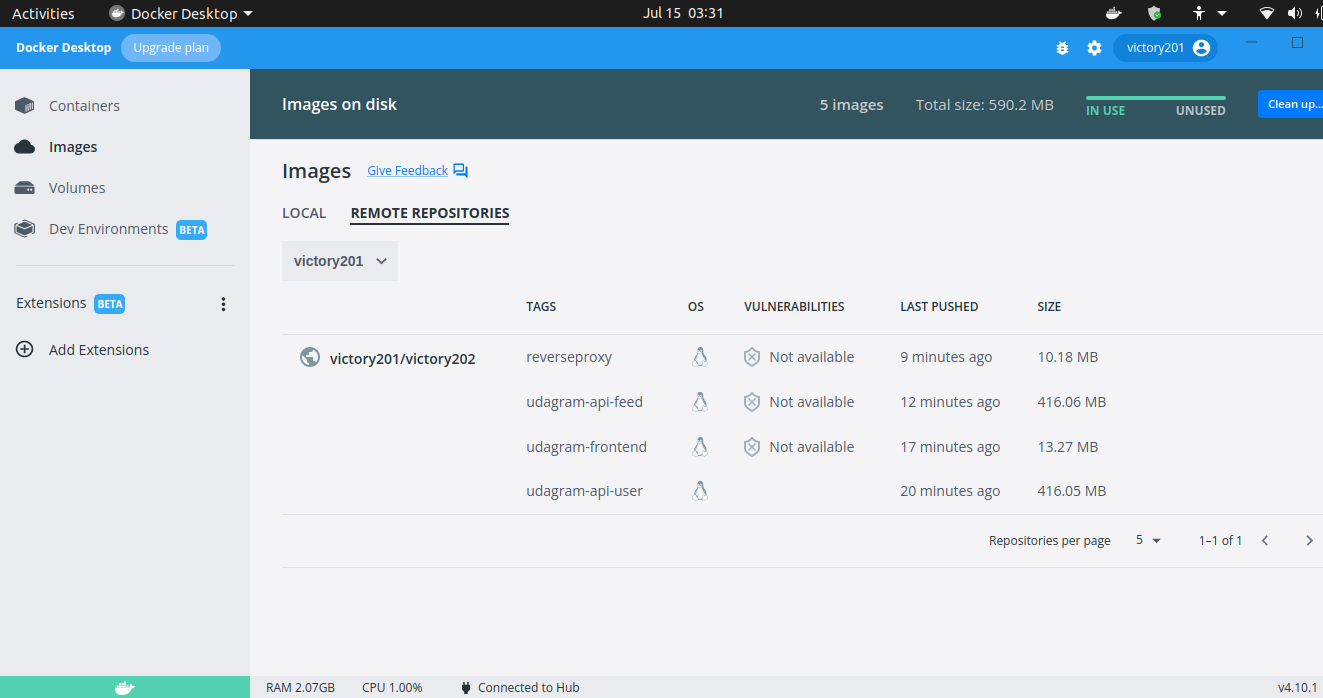 Activities Docker Desktop Jul 15 03:31
Docker Desktop Upgrade plan victory201
Containers
Images
Volumes
Dev Environments BETA
Extensions BETA
Add Extensions
Images on disk 5 images Total size: 590.2 MB IN USE UNUSED Clean up...
Images Give Feedback
LOCAL REMOTE REPOSITORIES
victory201
TAGS OS VULNERABILITIES LAST PUSHED SIZE
victory201/victory202 reverseproxy Not available 9 minutes ago 10.18 MB
udagram-api-feed Not available 12 minutes ago 416.06 MB
udagram-frontend Not available 17 minutes ago 13.27 MB
udagram-api-user 20 minutes ago 416.05 MB
Repositories per page 5 1–1 of 1
RAM 2.07GB CPU 1.00% Connected to Hub v4.10.1